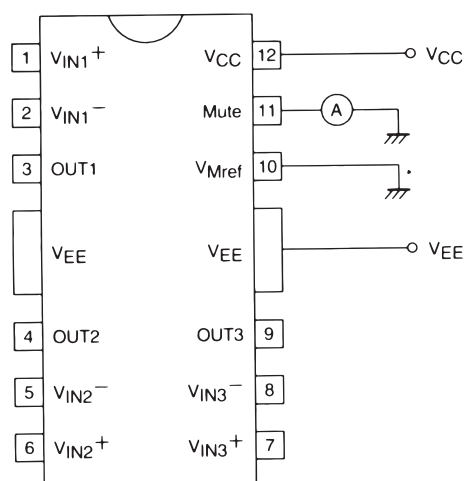 1 VIN1+ VCC 12 VCC
2 VIN1− Mute 11 A
3 OUT1 VMref 10
VEE VEE VEE
4 OUT2 OUT3 9
5 VIN2− VIN3− 8
6 VIN2+ VIN3+ 7